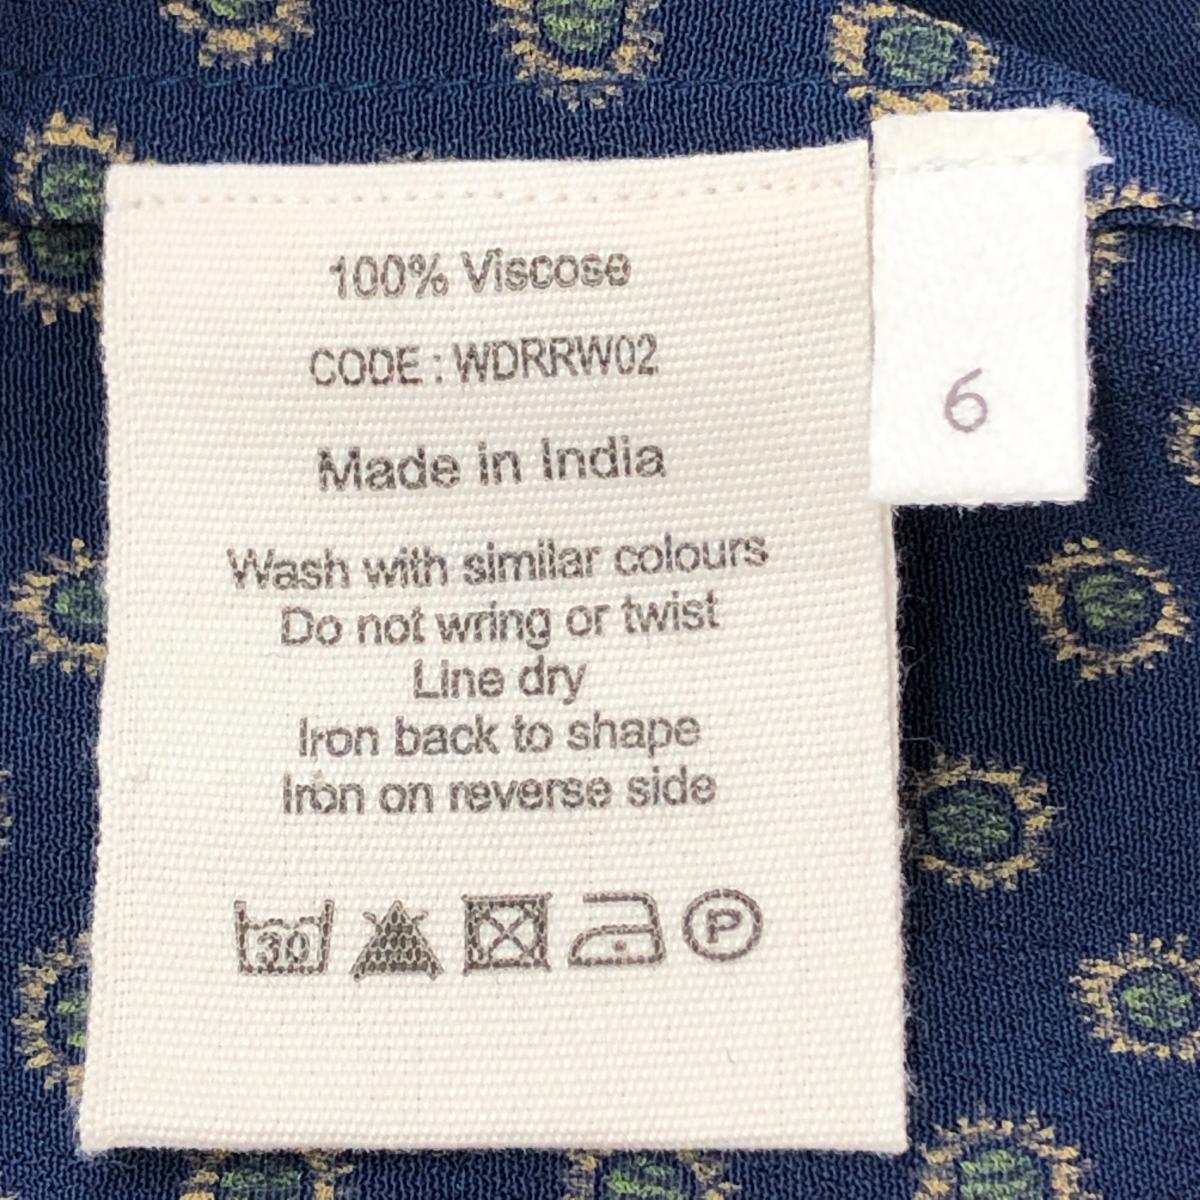 100% Viscose
CODE : WDRRW02
Made in India
Wash with similar colours
Do not wring or twist
Line dry
Iron back to shape
Iron on reverse side
30
P
6